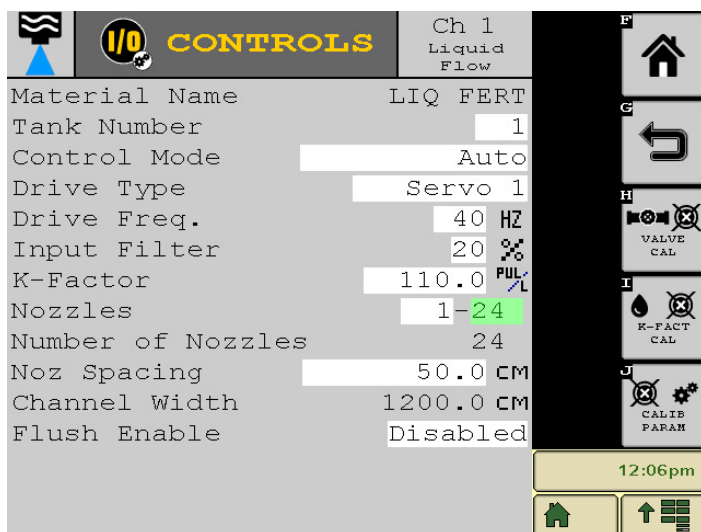 I/O CONTROLS
Ch 1
Liquid
Flow
Material Name LIQ FERT
Tank Number 1
Control Mode Auto
Drive Type Servo 1
Drive Freq. 40 HZ
Input Filter 20 %
K-Factor 110.0 PUL/L
Nozzles 1-24
Number of Nozzles 24
Noz Spacing 50.0 CM
Channel Width 1200.0 CM
Flush Enable Disabled
F
G
H
VALVE
CAL
I
K-FACT
CAL
J
CALIB
PARAM
12:06pm